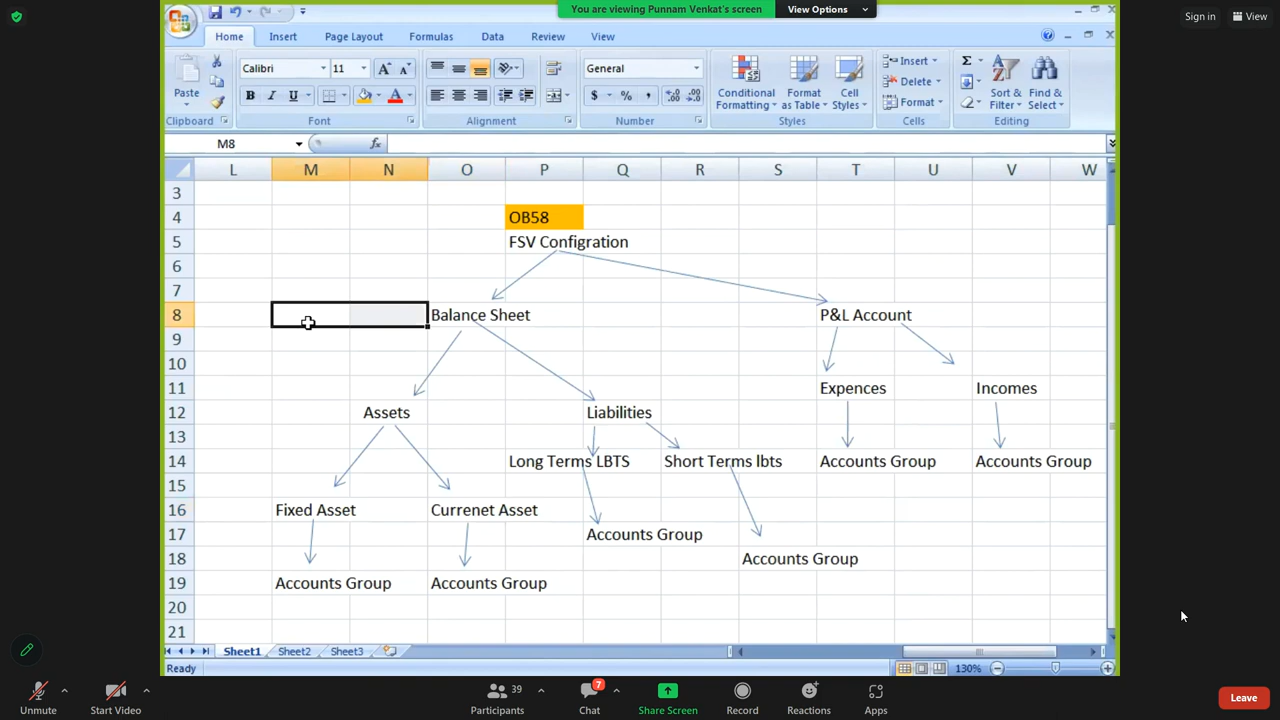 You are viewing Punnam Venkat's screen
View Options
Sign in
View
Home
Insert
Page Layout
Formulas
Data
Review
View
Paste
Calibri
11
B I U
General
$ % ,
Conditional Formatting
Format as Table
Cell Styles
Insert
Delete
Format
Sort & Filter
Find & Select
Clipboard
Font
Alignment
Number
Styles
Cells
Editing
M8
fx
L M N O P Q R S T U V W
3
4 OB58
5 FSV Configration
6
7
8 Balance Sheet P&L Account
9
10
11 Expences Incomes
12 Assets Liabilities
13
14 Long Terms LBTS Short Terms lbts Accounts Group Accounts Group
15
16 Fixed Asset Currenet Asset
17 Accounts Group
18 Accounts Group
19 Accounts Group Accounts Group
20
21
Sheet1 Sheet2 Sheet3
Ready
130%
Unmute
Start Video
39
Participants
7
Chat
Share Screen
Record
Reactions
Apps
Leave